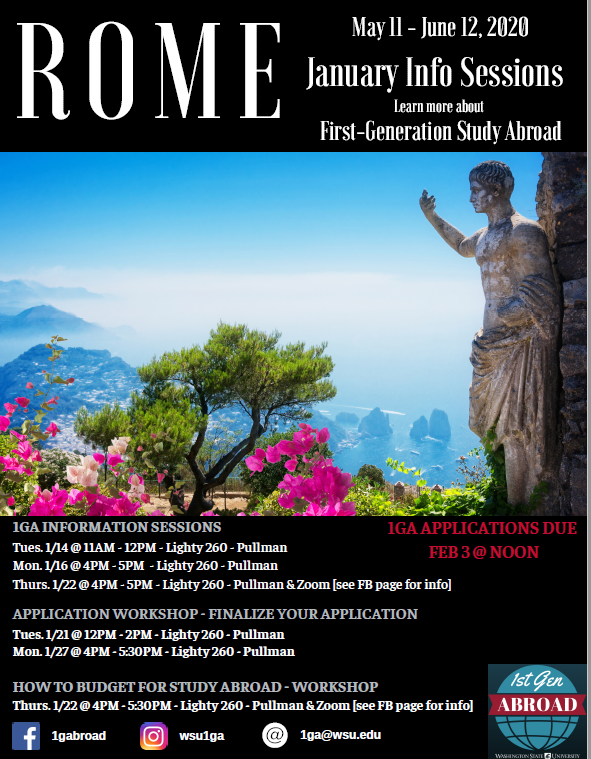 ROME
May 11 - June 12, 2020
January Info Sessions
Learn more about
First-Generation Study Abroad
1GA INFORMATION SESSIONS
Tues. 1/14 @ 11AM - 12PM - Lighty 260 - Pullman
Mon. 1/16 @ 4PM - 5PM - Lighty 260 - Pullman
Thurs. 1/22 @ 4PM - 5PM - Lighty 260 - Pullman & Zoom [see FB page for info]
1GA APPLICATIONS DUE
FEB 3 @ NOON
APPLICATION WORKSHOP - FINALIZE YOUR APPLICATION
Tues. 1/21 @ 12PM - 2PM - Lighty 260 - Pullman
Mon. 1/27 @ 4PM - 5:30PM - Lighty 260 - Pullman
HOW TO BUDGET FOR STUDY ABROAD - WORKSHOP
Thurs. 1/22 @ 4PM - 5:30PM - Lighty 260 - Pullman & Zoom [see FB page for info]
f 1gabroad wsu1ga @ 1ga@wsu.edu
1st Gen
ABROAD
WASHINGTON STATE UNIVERSITY